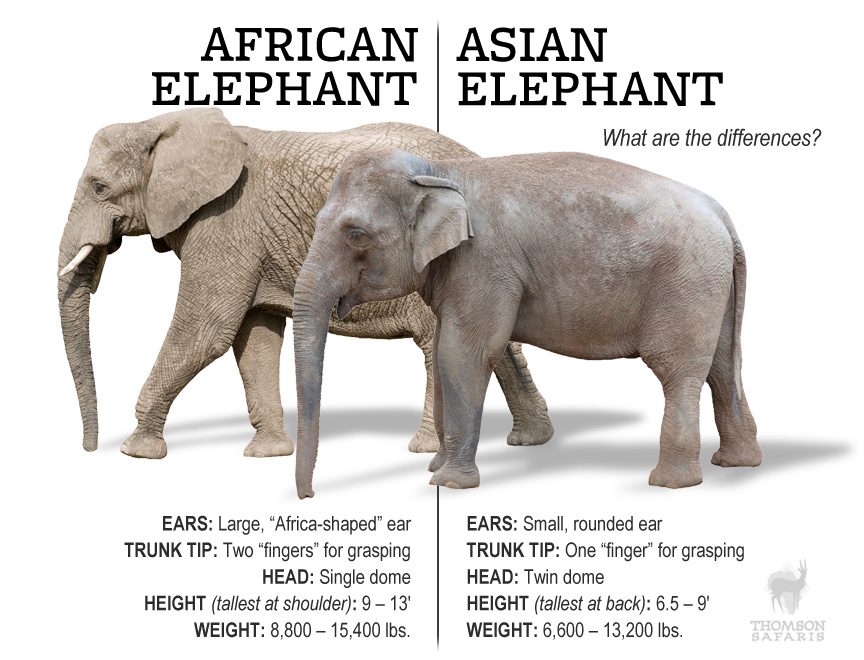 AFRICAN
ELEPHANT
ASIAN
ELEPHANT
What are the differences?
EARS: Large, “Africa-shaped” ear
TRUNK TIP: Two “fingers” for grasping
HEAD: Single dome
HEIGHT (tallest at shoulder): 9 – 13'
WEIGHT: 8,800 – 15,400 lbs.
EARS: Small, rounded ear
TRUNK TIP: One “finger” for grasping
HEAD: Twin dome
HEIGHT (tallest at back): 6.5 – 9'
WEIGHT: 6,600 – 13,200 lbs.
THOMSON
SAFARIS